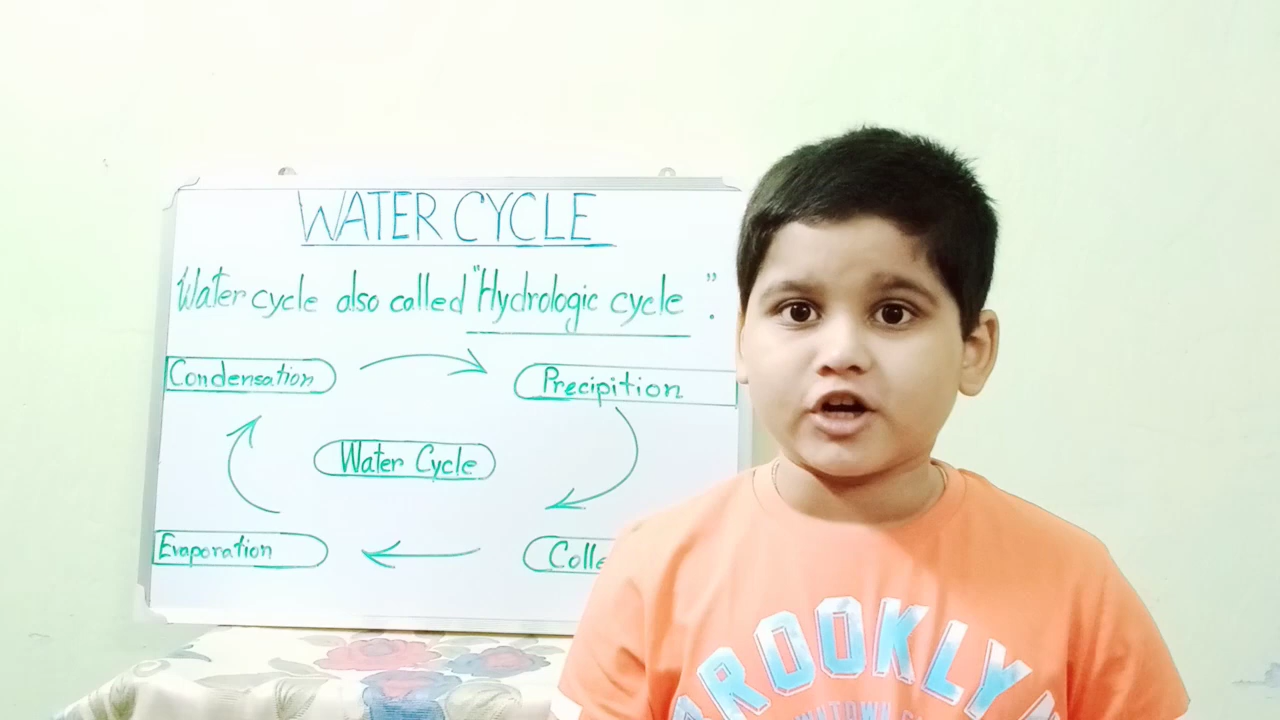 WATER CYCLE
Water cycle also called "Hydrologic cycle".
Condensation
Precipition
Water Cycle
Evaporation
Colle
BROOKLYN